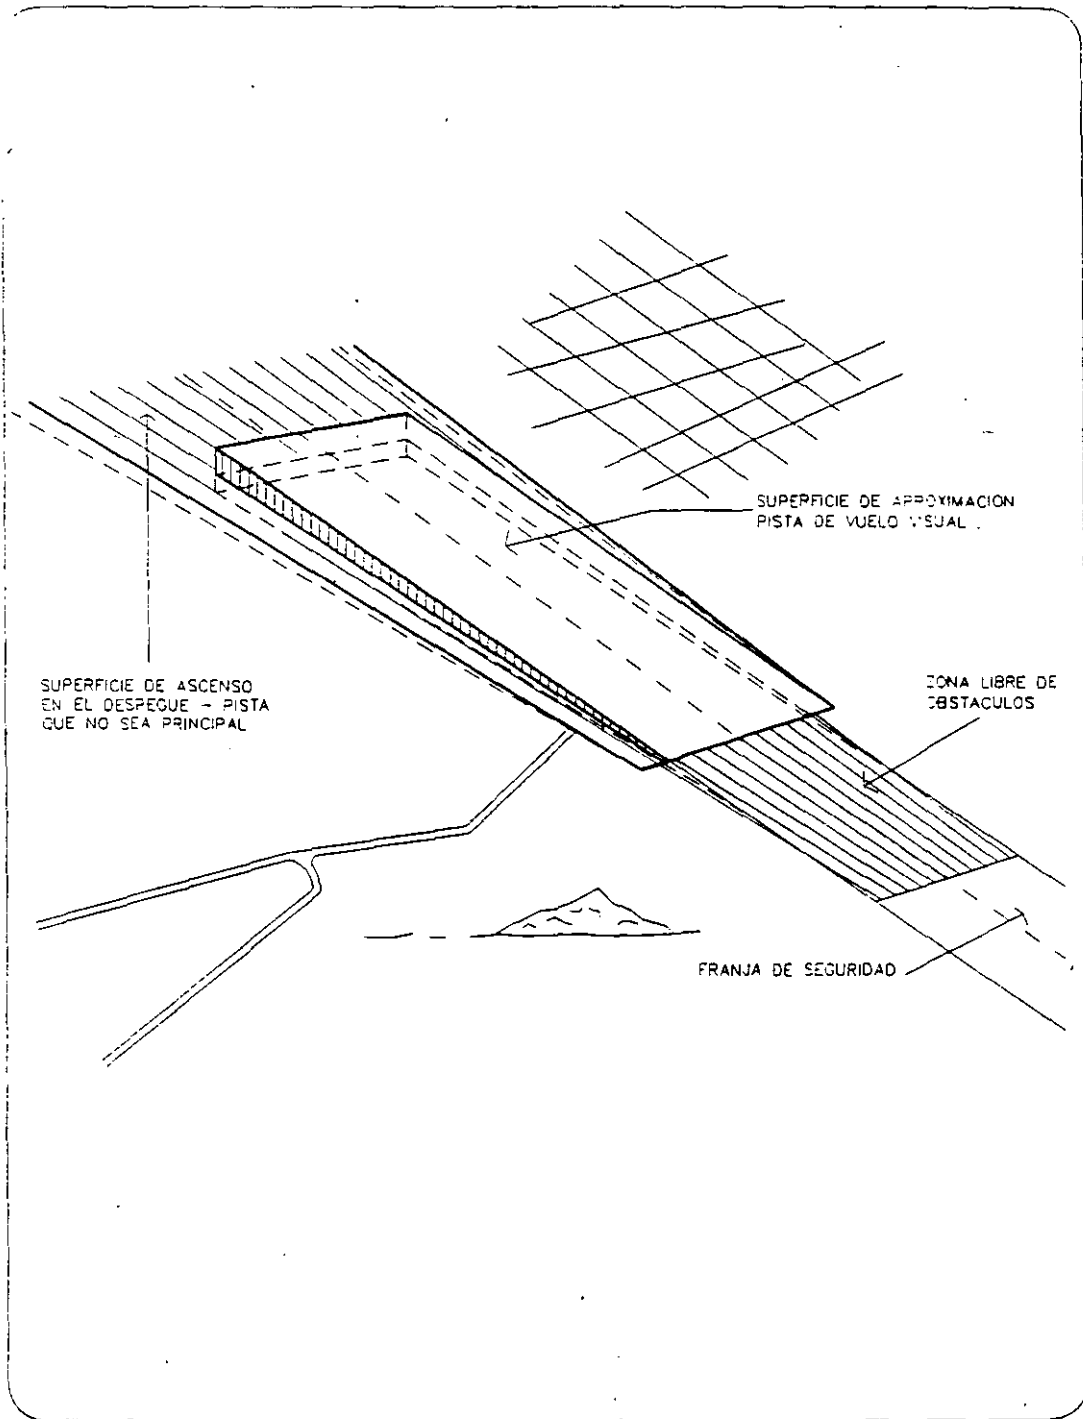 SUPERFICIE DE APPROXIMACION
PISTA DE VUELO VISUAL.
SUPERFICIE DE ASCENSO
EN EL DESPEGUE - PISTA
QUE NO SEA PRINCIPAL
ZONA LIBRE DE
OBSTACULOS
FRANJA DE SEGURIDAD